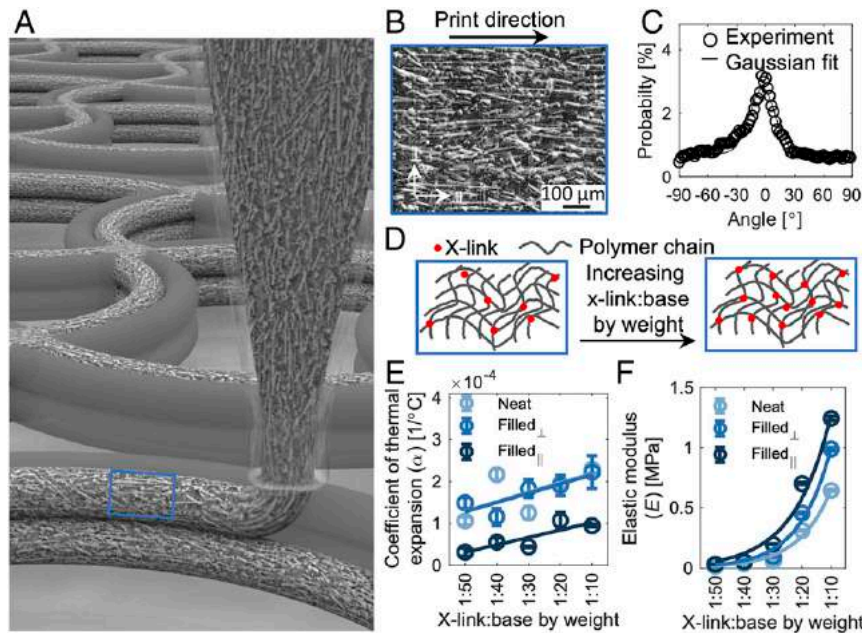 A
B
Print direction
⊥
||
100 μm
C
Probabilty [%]
4
2
0
Experiment
Gaussian fit
-90 -60 -30 0 30 60 90
Angle [°]
D
X-link
Polymer chain
Increasing
x-link:base
by weight
E
Coefficient of thermal
expansion (α) [1/°C]
× 10⁻⁴
4
3
2
1
0
Neat
Filled⊥
Filled||
1:50
1:40
1:30
1:20
1:10
X-link:base by weight
F
Elastic modulus
(E) [MPa]
1.5
1
0.5
0
Neat
Filled⊥
Filled||
1:50
1:40
1:30
1:20
1:10
X-link:base by weight